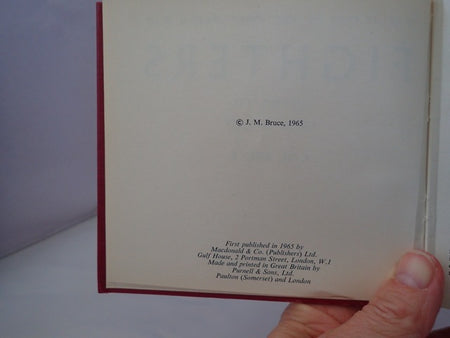 © J. M. Bruce, 1965
First published in 1965 by
Macdonald & Co. (Publishers) Ltd.
Gulf House, 2 Portman Street, London, W.1
Made and printed in Great Britain by
Purnell & Sons, Ltd.
Paulton (Somerset) and London